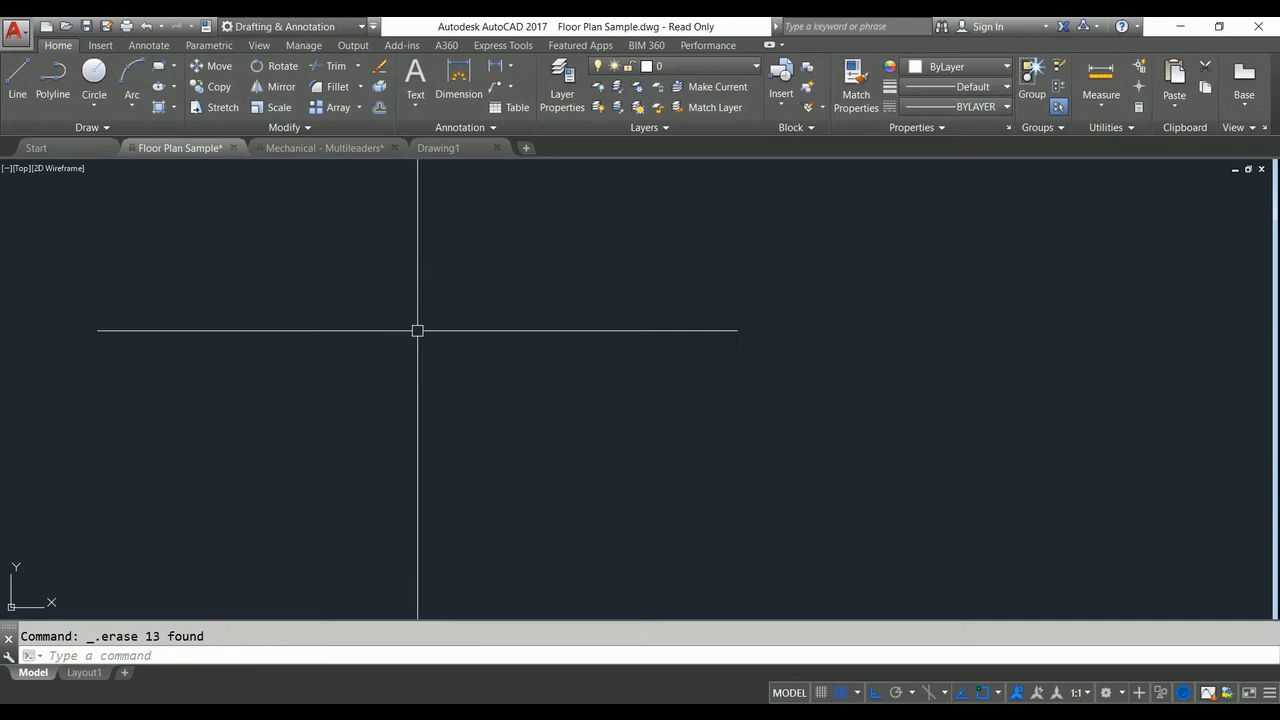 A Drafting & Annotation Autodesk AutoCAD 2017 Floor Plan Sample.dwg - Read Only Type a keyword or phrase Sign In ?
Home Insert Annotate Parametric View Manage Output Add-ins A360 Express Tools Featured Apps BIM 360 Performance
Move Rotate Trim A 0 ByLayer
Copy Mirror Fillet Make Current Default
Line Polyline Circle Arc Text Dimension Layer Properties Insert Match Properties Group Measure Paste Base
Stretch Scale Array Table Match Layer BYLAYER
Draw Modify Annotation Layers Block Properties Groups Utilities Clipboard View
Start Floor Plan Sample* Mechanical - Multileaders* Drawing1
[−][Top][2D Wireframe]
Y
X
Command: _.erase 13 found
Type a command
Model Layout1 +
MODEL 1:1